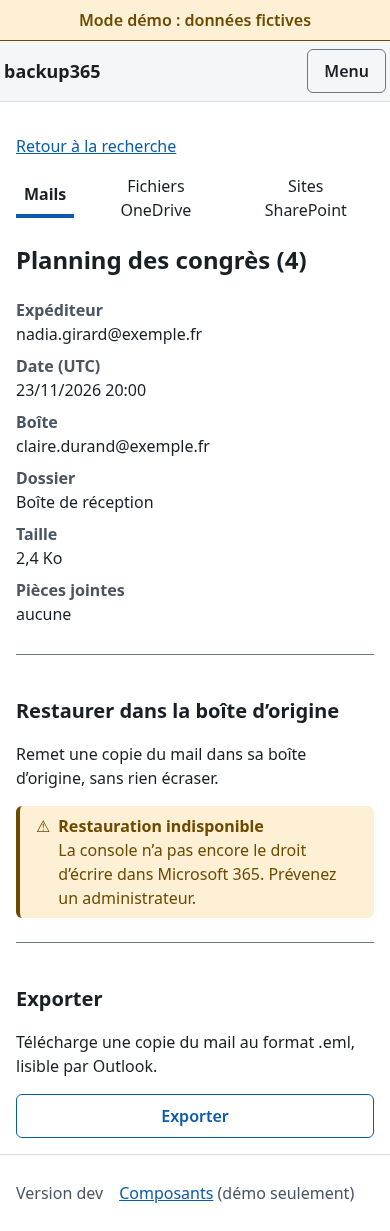 Mode démo : données fictives
backup365
Menu
Retour à la recherche
Mails
Fichiers
OneDrive
Sites
SharePoint
Planning des congrès (4)
Expéditeur
nadia.girard@exemple.fr
Date (UTC)
23/11/2026 20:00
Boîte
claire.durand@exemple.fr
Dossier
Boîte de réception
Taille
2,4 Ko
Pièces jointes
aucune
Restaurer dans la boîte d’origine
Remet une copie du mail dans sa boîte
d’origine, sans rien écraser.
⚠ Restauration indisponible
La console n’a pas encore le droit
d’écrire dans Microsoft 365. Prévenez
un administrateur.
Exporter
Télécharge une copie du mail au format .eml,
lisible par Outlook.
Exporter
Version dev Composants (démo seulement)